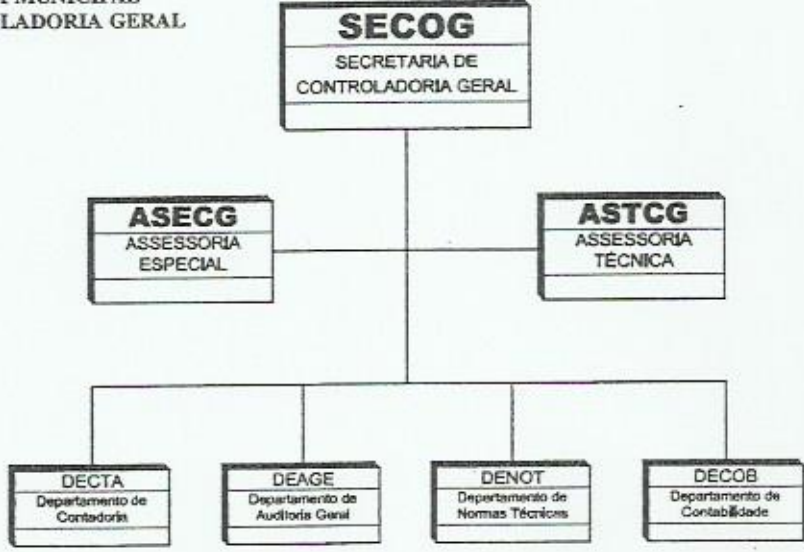 MUNICIPAL
LADORIA GERAL
SECOG
SECRETARIA DE
CONTROLADORIA GERAL
ASECG
ASSESSORIA
ESPECIAL
ASTCG
ASSESSORIA
TÉCNICA
DECTA
Departamento de
Contadoria
DEAGE
Departamento de
Auditoria Geral
DENOT
Departamento de
Normas Técnicas
DECOB
Departamento de
Contabilidade